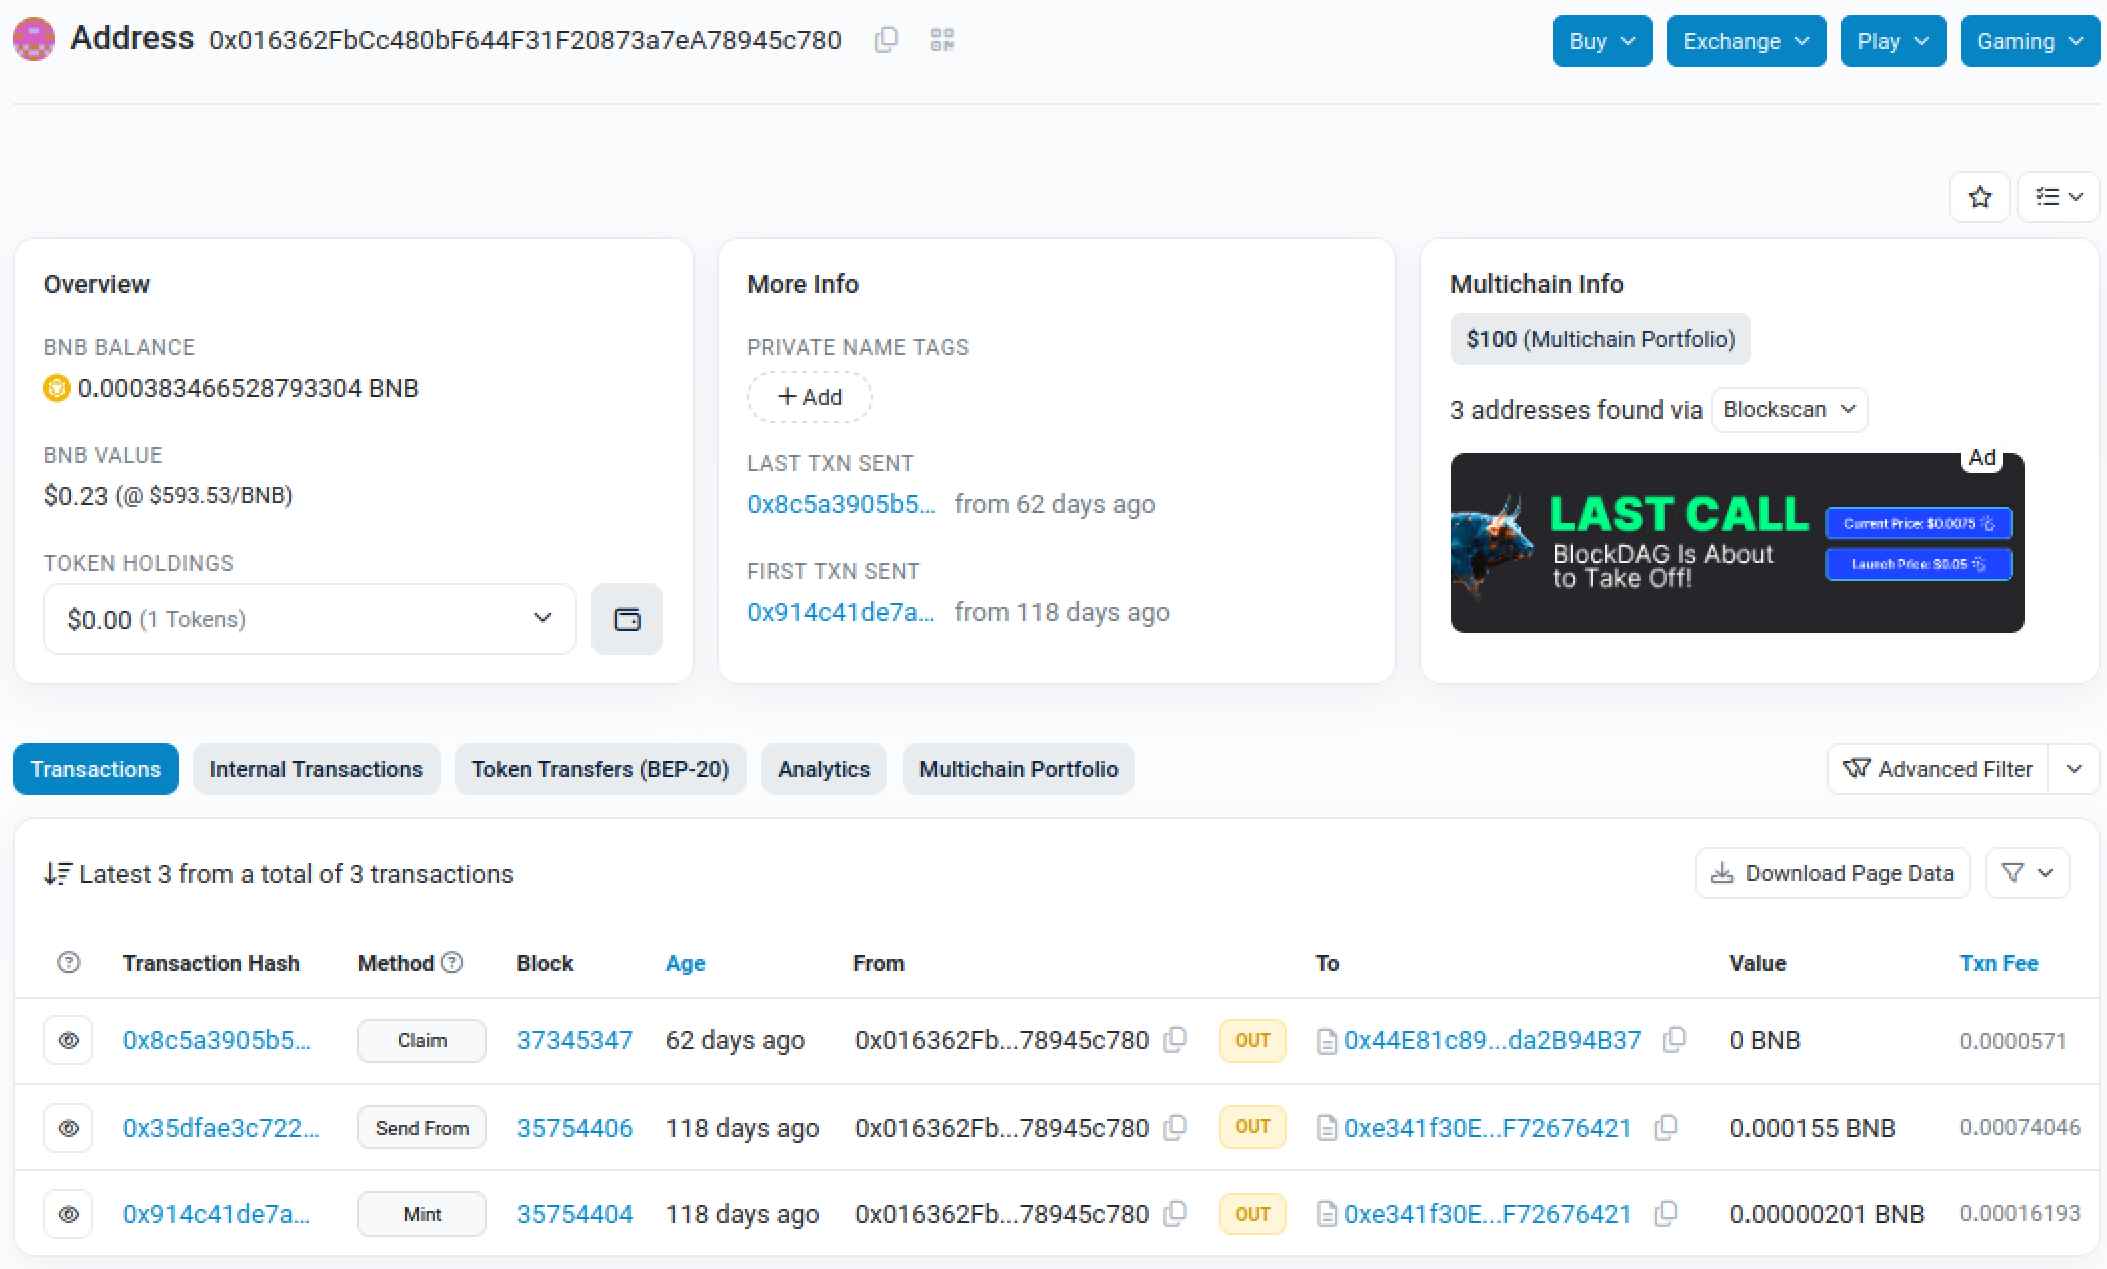 Address 0x016362FbCc480bF644F31F20873a7eA78945c780
Buy Exchange Play Gaming
Overview
BNB BALANCE
0.000383466528793304 BNB
BNB VALUE
$0.23 (@ $593.53/BNB)
TOKEN HOLDINGS
$0.00 (1 Tokens)
More Info
PRIVATE NAME TAGS
+ Add
LAST TXN SENT
0x8c5a3905b5... from 62 days ago
FIRST TXN SENT
0x914c41de7a... from 118 days ago
Multichain Info
$100 (Multichain Portfolio)
3 addresses found via Blockscan
Ad
LAST CALL
BlockDAG Is About
to Take Off!
Current Price: $0.0075
Launch Price: $0.05
Transactions Internal Transactions Token Transfers (BEP-20) Analytics Multichain Portfolio Advanced Filter
Latest 3 from a total of 3 transactions Download Page Data
Transaction Hash Method Block Age From To Value Txn Fee
0x8c5a3905b5... Claim 37345347 62 days ago 0x016362Fb...78945c780 OUT 0x44E81c89...da2B94B37 0 BNB 0.0000571
0x35dfae3c722... Send From 35754406 118 days ago 0x016362Fb...78945c780 OUT 0xe341f30E...F72676421 0.000155 BNB 0.00074046
0x914c41de7a... Mint 35754404 118 days ago 0x016362Fb...78945c780 OUT 0xe341f30E...F72676421 0.00000201 BNB 0.00016193